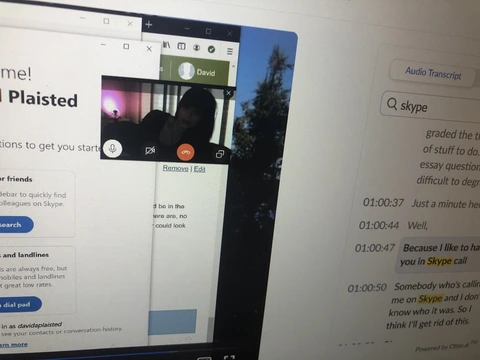 me!
l Plaisted
tions to get you start
or friends
debar to quickly find
olleagues on Skype.
search
s and landlines
ls are always free, but
mobiles and landlines
t great low rates.
dial pad
in as davidaplaisted
see your contacts or conversation history.
arn more
David
Remove | Edit
d be in the
ere are, no
could look
Audio Transcript
skype
graded the t
of stuff to do.
essay question
difficult to degr
01:00:37 Just a minute he
01:00:44 Well,
01:00:47 Because I like to ha
you in Skype call
01:00:50 Somebody who's callin
me on Skype and I don'
know who it was. So I
think I'll get rid of this.
Powered by Otter.ai